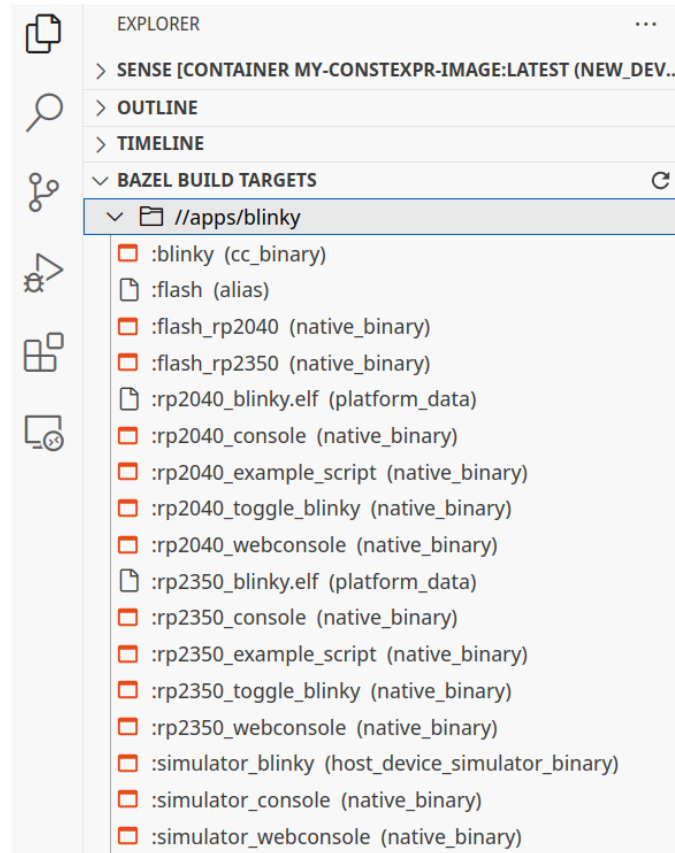 EXPLORER ...
SENSE [CONTAINER MY-CONSTEXPR-IMAGE:LATEST (NEW_DEV...
OUTLINE
TIMELINE
BAZEL BUILD TARGETS
//apps/blinky
:blinky (cc_binary)
:flash (alias)
:flash_rp2040 (native_binary)
:flash_rp2350 (native_binary)
:rp2040_blinky.elf (platform_data)
:rp2040_console (native_binary)
:rp2040_example_script (native_binary)
:rp2040_toggle_blinky (native_binary)
:rp2040_webconsole (native_binary)
:rp2350_blinky.elf (platform_data)
:rp2350_console (native_binary)
:rp2350_example_script (native_binary)
:rp2350_toggle_blinky (native_binary)
:rp2350_webconsole (native_binary)
:simulator_blinky (host_device_simulator_binary)
:simulator_console (native_binary)
:simulator_webconsole (native_binary)